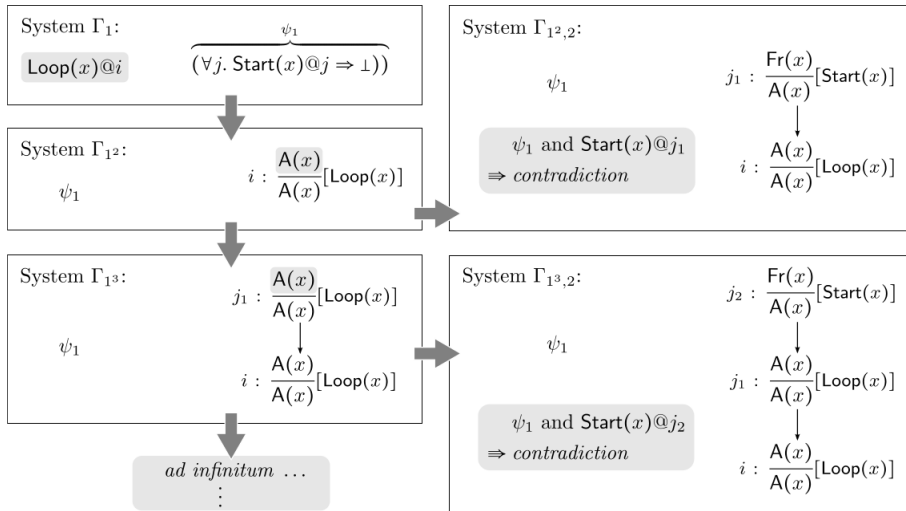 System Γ₁:
ψ₁
Loop(x)@i
(∀j. Start(x)@j ⇒ ⊥))
System Γ₁²:
ψ₁
i : A(x)
A(x) [Loop(x)]
System Γ₁³:
j₁ : A(x)
A(x) [Loop(x)]
ψ₁
i : A(x)
A(x) [Loop(x)]
ad infinitum ...
⋮
System Γ₁²,₂:
ψ₁
j₁ : Fr(x)
A(x) [Start(x)]
ψ₁ and Start(x)@j₁
⇛ contradiction
i : A(x)
A(x) [Loop(x)]
System Γ₁³,₂:
j₂ : Fr(x)
A(x) [Start(x)]
ψ₁
j₁ : A(x)
A(x) [Loop(x)]
ψ₁ and Start(x)@j₂
⇛ contradiction
i : A(x)
A(x) [Loop(x)]